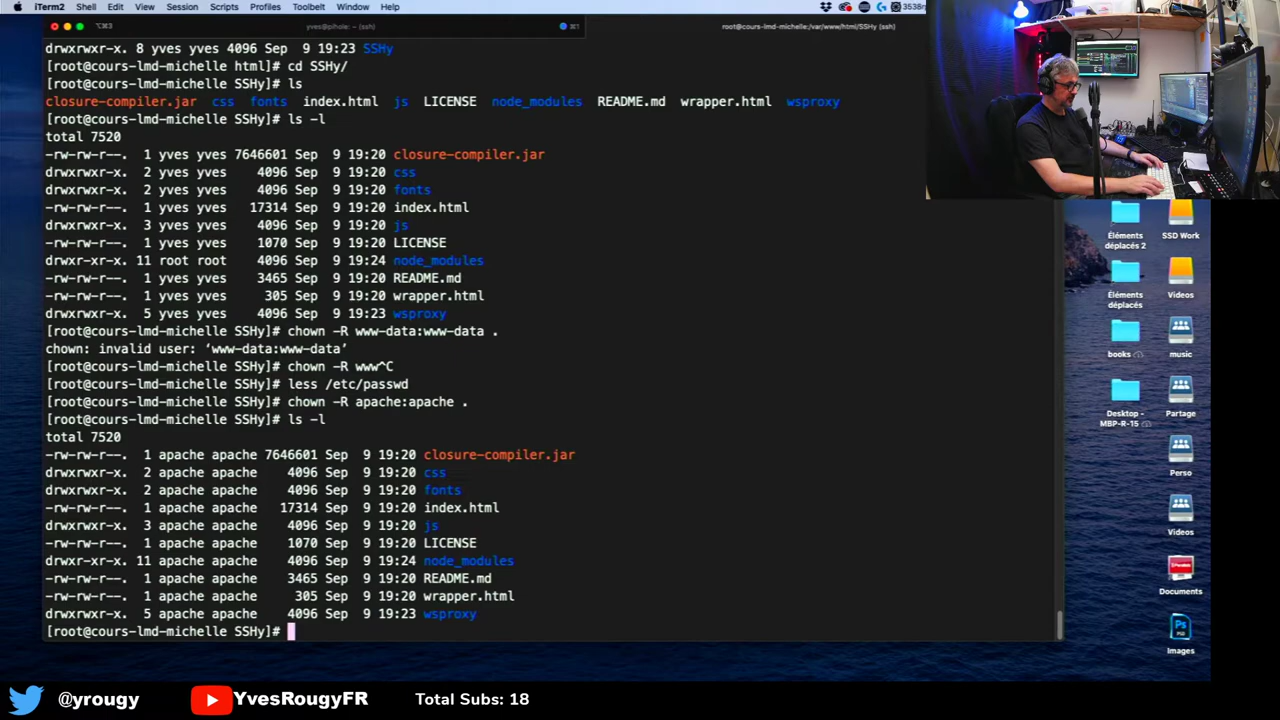 iTerm2 Shell Edit View Session Scripts Profiles Toolbelt Window Help
⌥⌘3 yves@pihole: (ssh) ⌘1 root@cours-lmd-michelle:/var/www/html/SSHy (ssh)
drwxrwxr-x. 8 yves yves 4096 Sep  9 19:23 SSHy
[root@cours-lmd-michelle html]# cd SSHy/
[root@cours-lmd-michelle SSHy]# ls
closure-compiler.jar  css  fonts  index.html  js  LICENSE  node_modules  README.md  wrapper.html  wsproxy
[root@cours-lmd-michelle SSHy]# ls -l
total 7520
-rw-rw-r--.  1 yves yves 7646601 Sep  9 19:20 closure-compiler.jar
drwxrwxr-x.  2 yves yves    4096 Sep  9 19:20 css
drwxrwxr-x.  2 yves yves    4096 Sep  9 19:20 fonts
-rw-rw-r--.  1 yves yves   17314 Sep  9 19:20 index.html
drwxrwxr-x.  3 yves yves    4096 Sep  9 19:20 js
-rw-rw-r--.  1 yves yves    1070 Sep  9 19:20 LICENSE
drwxr-xr-x. 11 root root    4096 Sep  9 19:24 node_modules
-rw-rw-r--.  1 yves yves    3465 Sep  9 19:20 README.md
-rw-rw-r--.  1 yves yves     305 Sep  9 19:20 wrapper.html
drwxrwxr-x.  5 yves yves    4096 Sep  9 19:23 wsproxy
[root@cours-lmd-michelle SSHy]# chown -R www-data:www-data .
chown: invalid user: ‘www-data:www-data’
[root@cours-lmd-michelle SSHy]# chown -R www^C
[root@cours-lmd-michelle SSHy]# less /etc/passwd
[root@cours-lmd-michelle SSHy]# chown -R apache:apache .
[root@cours-lmd-michelle SSHy]# ls -l
total 7520
-rw-rw-r--.  1 apache apache 7646601 Sep  9 19:20 closure-compiler.jar
drwxrwxr-x.  2 apache apache    4096 Sep  9 19:20 css
drwxrwxr-x.  2 apache apache    4096 Sep  9 19:20 fonts
-rw-rw-r--.  1 apache apache   17314 Sep  9 19:20 index.html
drwxrwxr-x.  3 apache apache    4096 Sep  9 19:20 js
-rw-rw-r--.  1 apache apache    1070 Sep  9 19:20 LICENSE
drwxr-xr-x. 11 apache apache    4096 Sep  9 19:24 node_modules
-rw-rw-r--.  1 apache apache    3465 Sep  9 19:20 README.md
-rw-rw-r--.  1 apache apache     305 Sep  9 19:20 wrapper.html
drwxrwxr-x.  5 apache apache    4096 Sep  9 19:23 wsproxy
[root@cours-lmd-michelle SSHy]#
Éléments déplacés 2
SSD Work
Éléments déplacés
Videos
books
music
Desktop - MBP-R-15
Partage
Perso
Videos
Documents
Ps
Images
@yrougy YvesRougyFR Total Subs: 18